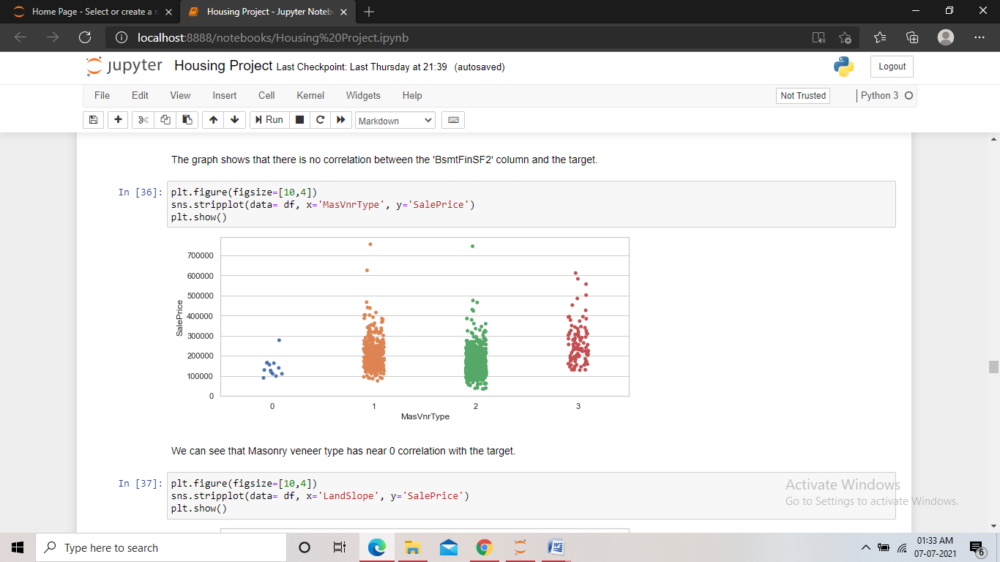 Home Page - Select or create a n
Housing Project - Jupyter Noteb
localhost:8888/notebooks/Housing%20Project.ipynb
jupyter Housing Project Last Checkpoint: Last Thursday at 21:39 (autosaved)
Logout
File Edit View Insert Cell Kernel Widgets Help
Not Trusted
Python 3
Run
Markdown
The graph shows that there is no correlation between the 'BsmtFinSF2' column and the target.
In [36]:
plt.figure(figsize=[10,4])
sns.stripplot(data= df, x='MasVnrType', y='SalePrice')
plt.show()
700000
600000
500000
400000
300000
200000
100000
0
SalePrice
0 1 2 3
MasVnrType
We can see that Masonry veneer type has near 0 correlation with the target.
In [37]:
plt.figure(figsize=[10,4])
sns.stripplot(data= df, x='LandSlope', y='SalePrice')
plt.show()
Activate Windows
Go to Settings to activate Windows.
Type here to search
01:33 AM
07-07-2021
6